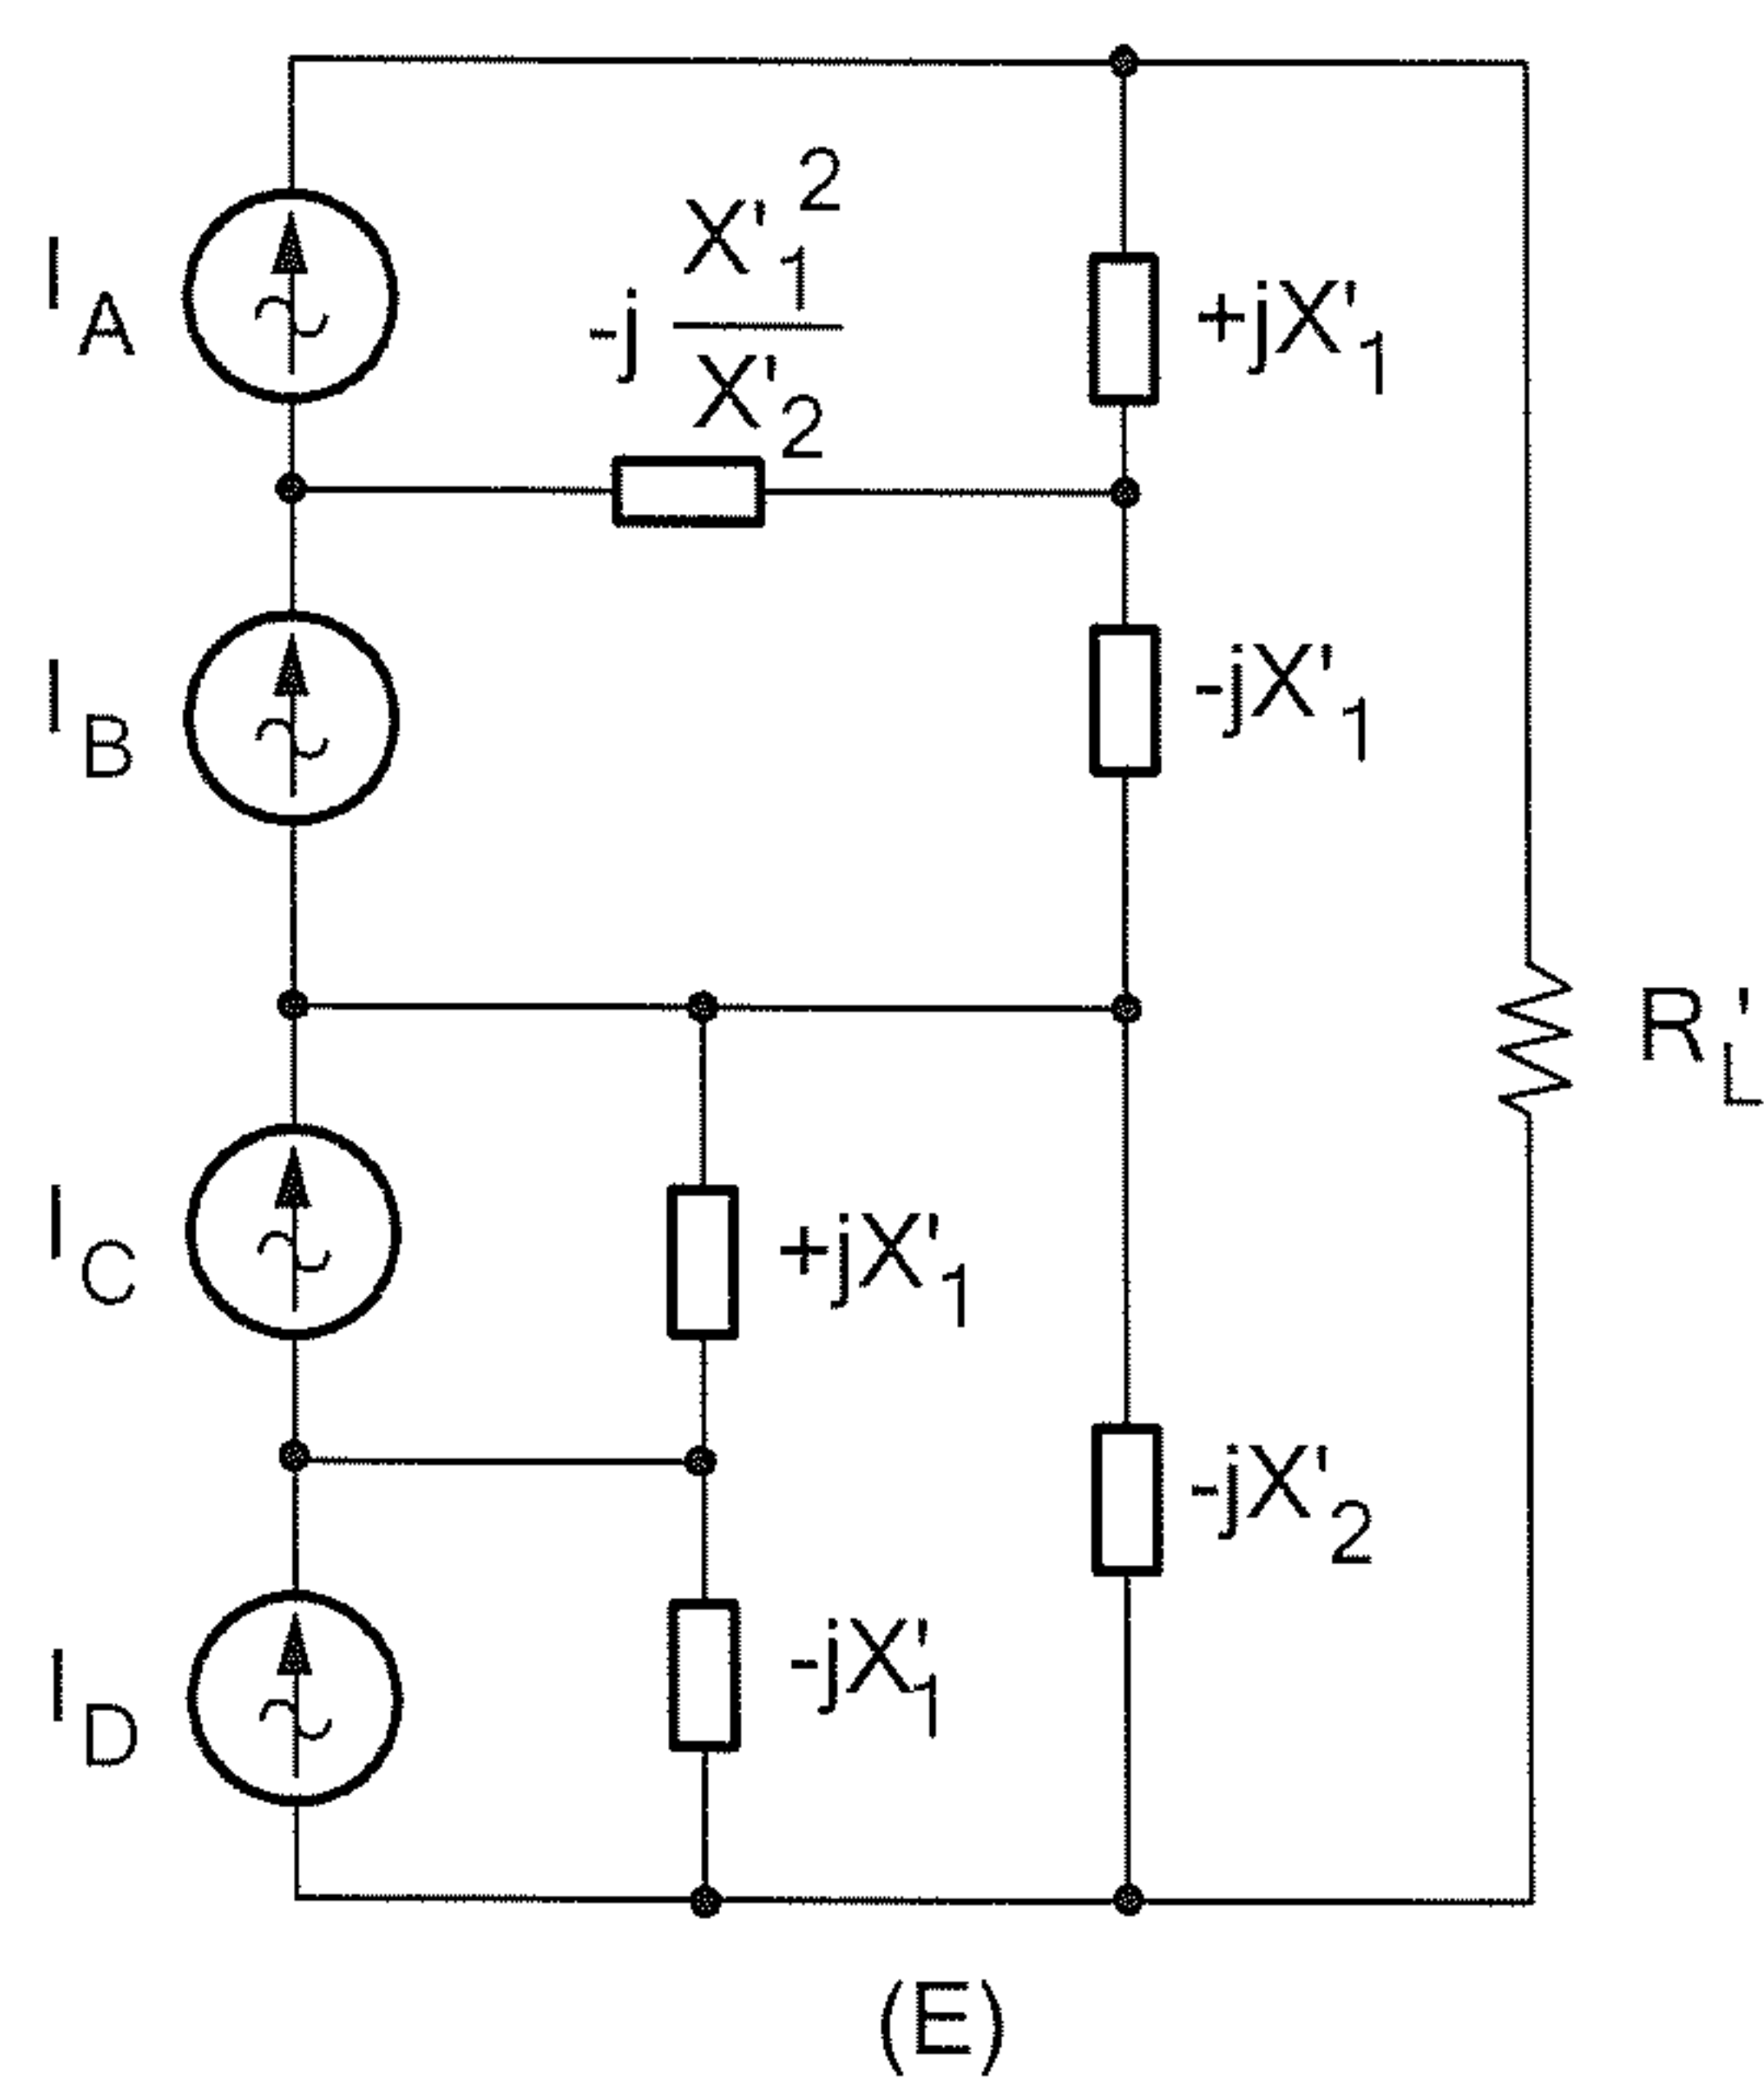 I_A
-j X'_1^2 / X'_2
+jX'_1
I_B
-jX'_1
R'_L
I_C
+jX'_1
-jX'_2
I_D
-jX'_1
(E)